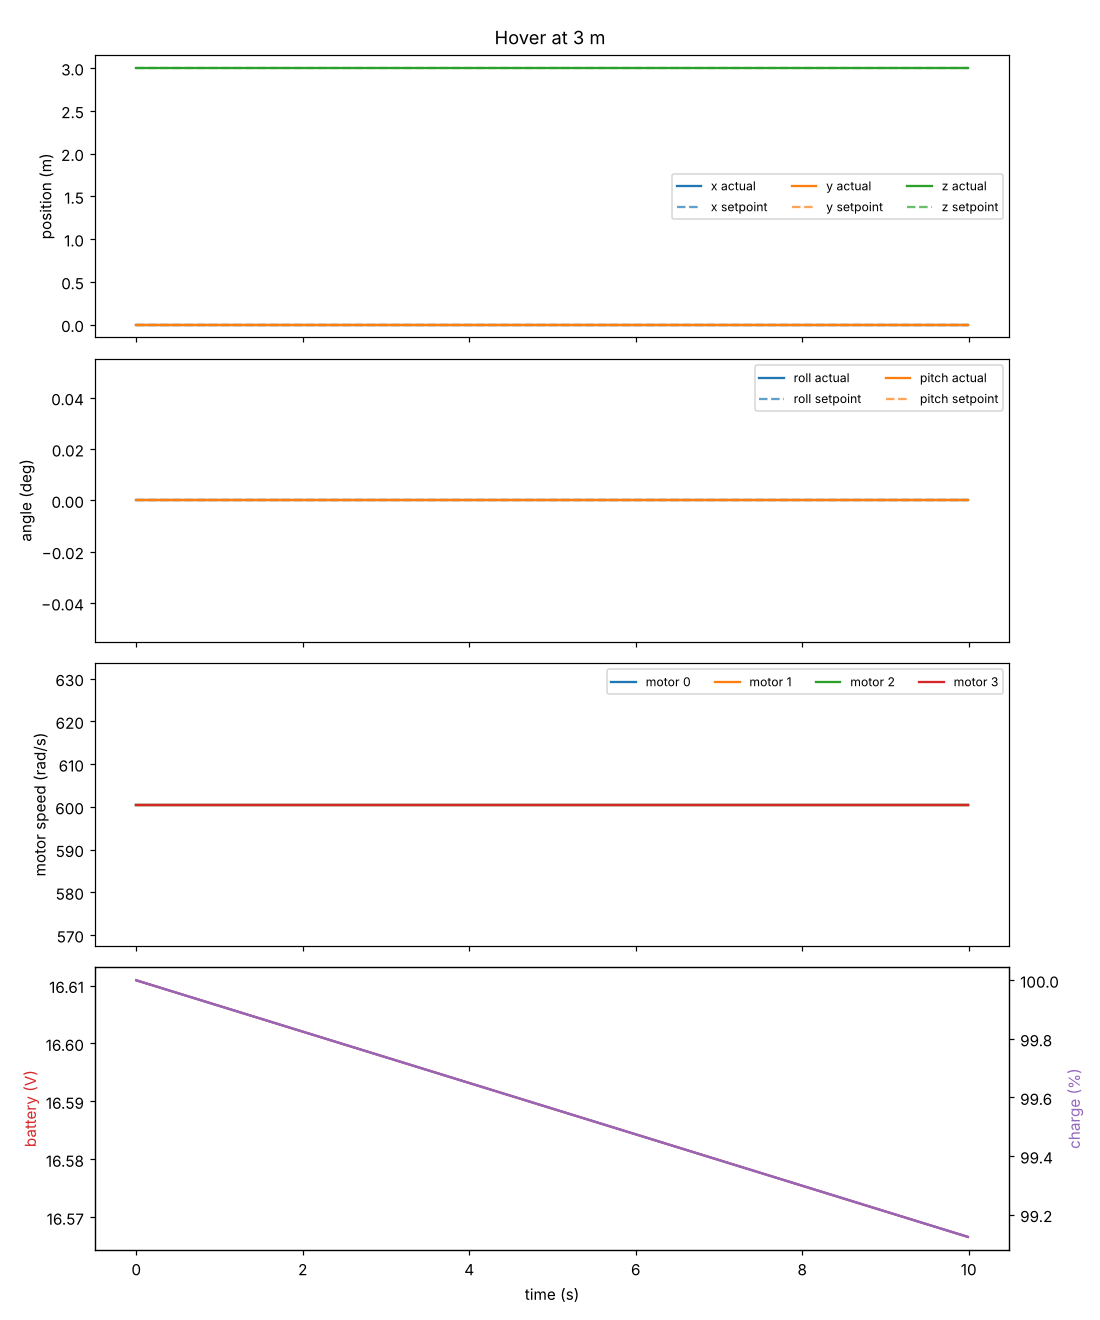 Hover at 3 m
3.0
2.5
2.0
1.5
1.0
0.5
0.0
position (m)
x actual y actual z actual
x setpoint y setpoint z setpoint
0.04
0.02
0.00
−0.02
−0.04
angle (deg)
roll actual pitch actual
roll setpoint pitch setpoint
630
620
610
600
590
580
570
motor speed (rad/s)
motor 0 motor 1 motor 2 motor 3
16.61
16.60
16.59
16.58
16.57
battery (V)
100.0
99.8
99.6
99.4
99.2
charge (%)
0 2 4 6 8 10
time (s)